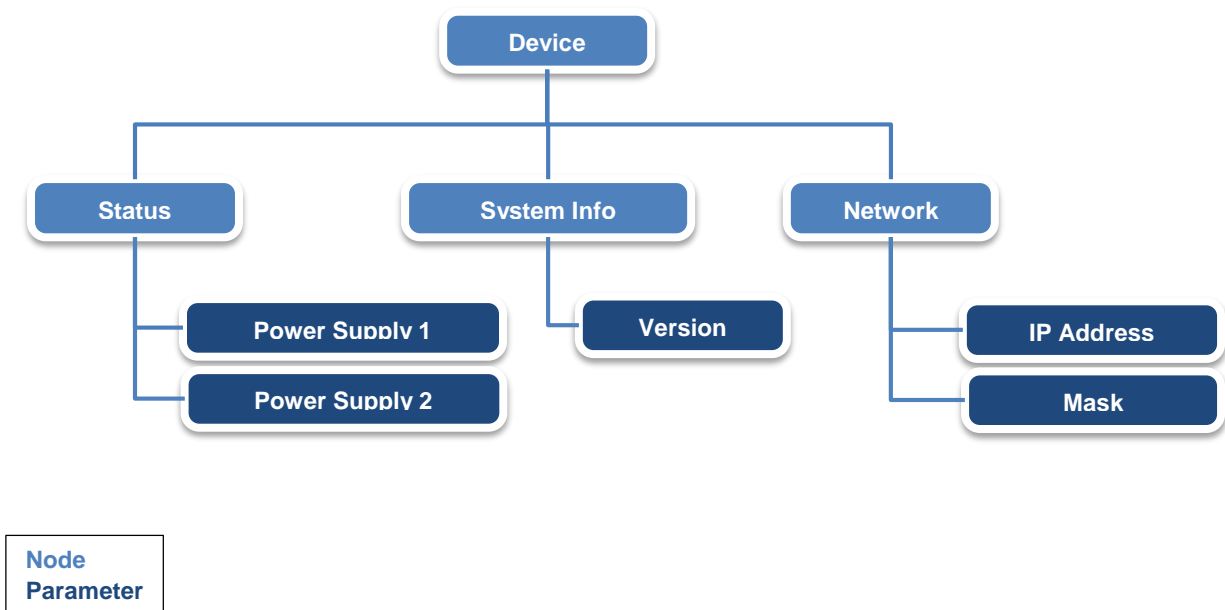 Device
Status
System Info
Network
Power Supply 1
Version
IP Address
Power Supply 2
Mask
Node
Parameter